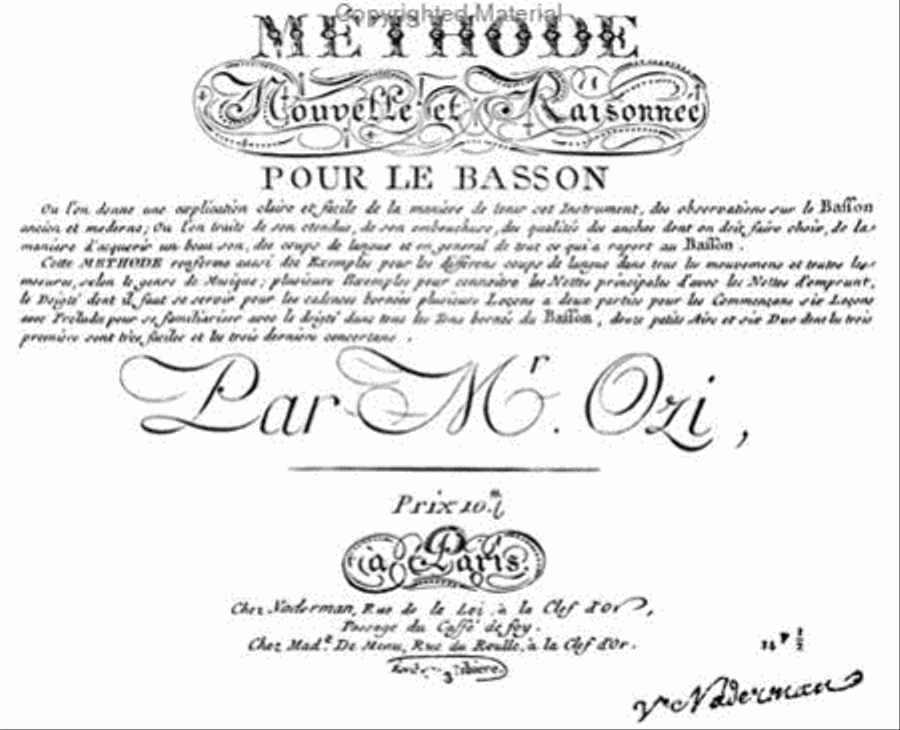 Copyrighted Material
METHODE
Nouvelle et Raisonnee
POUR LE BASSON
Ou l'on donne une explication claire et facile de la maniere de tenir cet Instrument, des observations sur le Basson
ancien et moderne; Ou l'on traite de son etendue, de son embouchure, des qualités des anches dont on doit faire choix, de la
maniere d'acquerir un beau son, des coups de langue et en general de tout ce qui a raport au Basson.
Cette METHODE renferme aussi des Exemples pour les differens coups de langue dans tous les mouvemens et toutes les
mesures, selon le genre de Musique; plusieurs Exemples pour connoitre les Nottes principales d'avec les Nottes d'emprunt,
le Doigté dont il faut se servir pour les cadences bornées plusieurs Leçons a deux parties pour les Commençans six Leçons
avec Prelude pour se familiariser avec le doigté dans tous les Tons bornés du Basson, douze petits Airs et six Duo dont les trois
premiers sont très faciles et les trois derniers concertans.
Par Mr. Ozi,
Prix 10.
à Paris.
Chez Naderman, Rue de la Loi, à la Clef d'Or,
Passage du Caffé de foy.
Chez Made. De Menu, Rue du Roulle, à la Clef d'Or.
Naderman